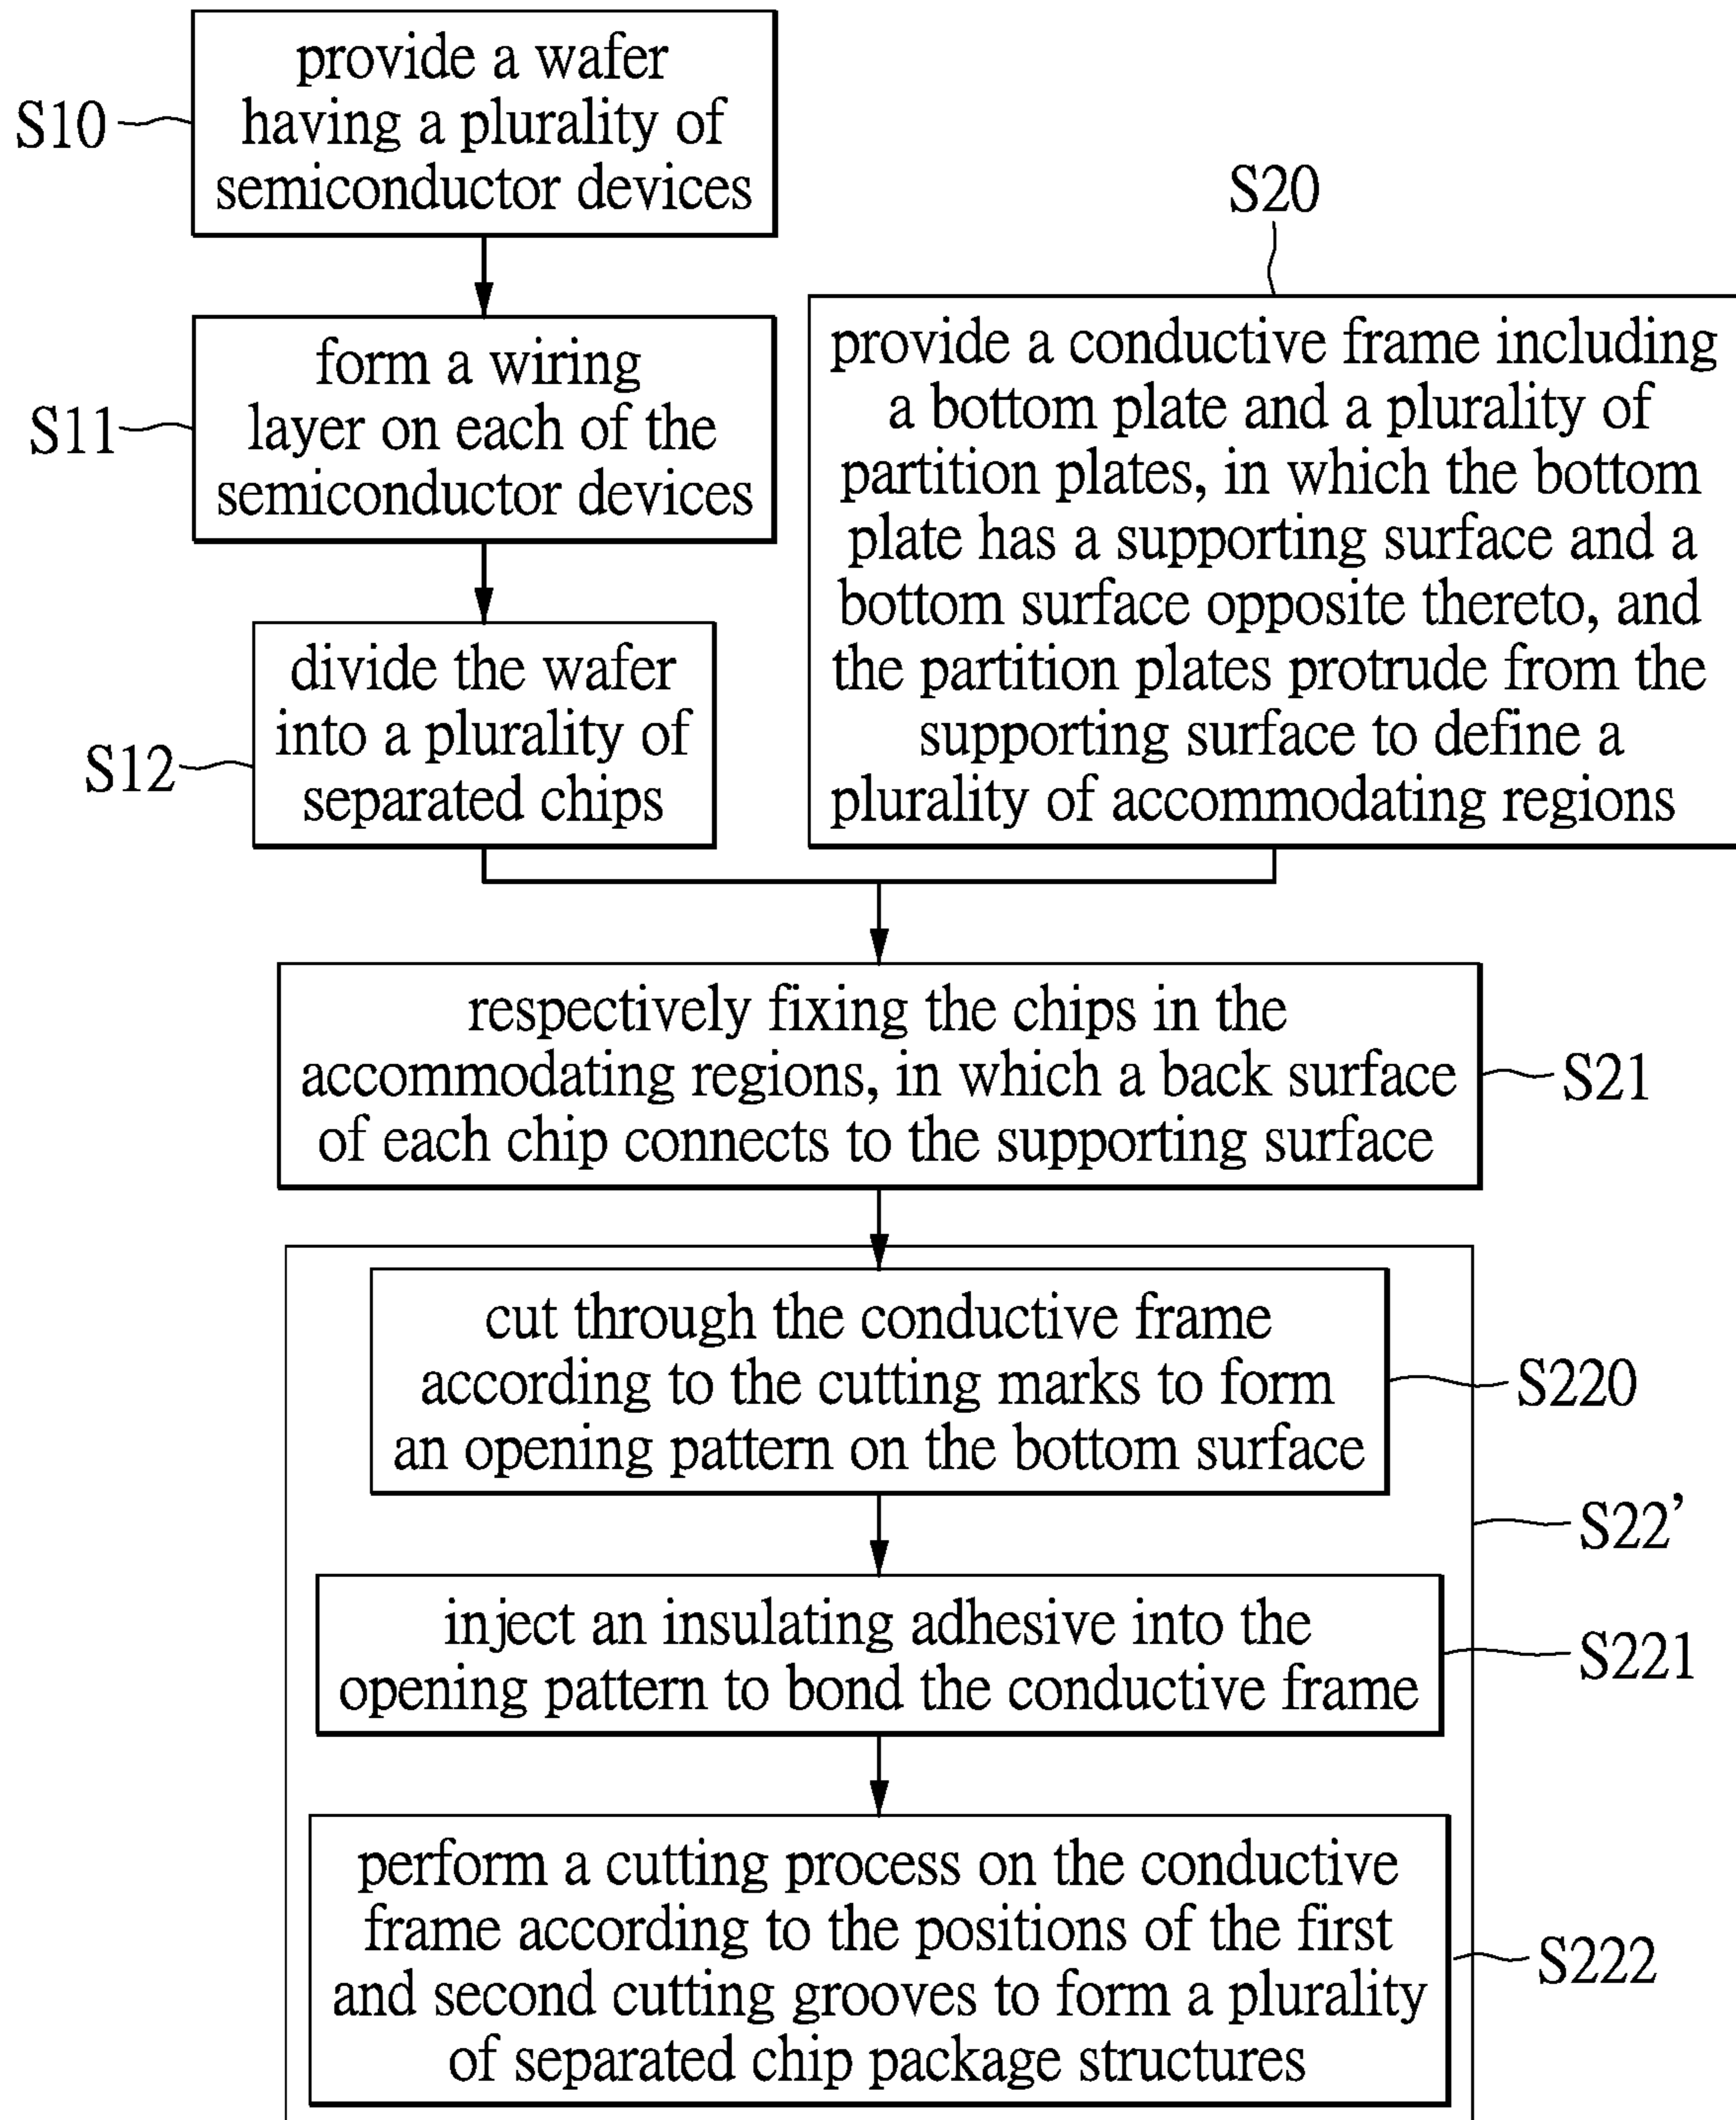 S10
provide a wafer
having a plurality of
semiconductor devices
S11
form a wiring
layer on each of the
semiconductor devices
S12
divide the wafer
into a plurality of
separated chips
S20
provide a conductive frame including
a bottom plate and a plurality of
partition plates, in which the bottom
plate has a supporting surface and a
bottom surface opposite thereto, and
the partition plates protrude from the
supporting surface to define a
plurality of accommodating regions
respectively fixing the chips in the
accommodating regions, in which a back surface
of each chip connects to the supporting surface
S21
cut through the conductive frame
according to the cutting marks to form
an opening pattern on the bottom surface
S220
S22’
inject an insulating adhesive into the
opening pattern to bond the conductive frame
S221
perform a cutting process on the conductive
frame according to the positions of the first
and second cutting grooves to form a plurality
of separated chip package structures
S222